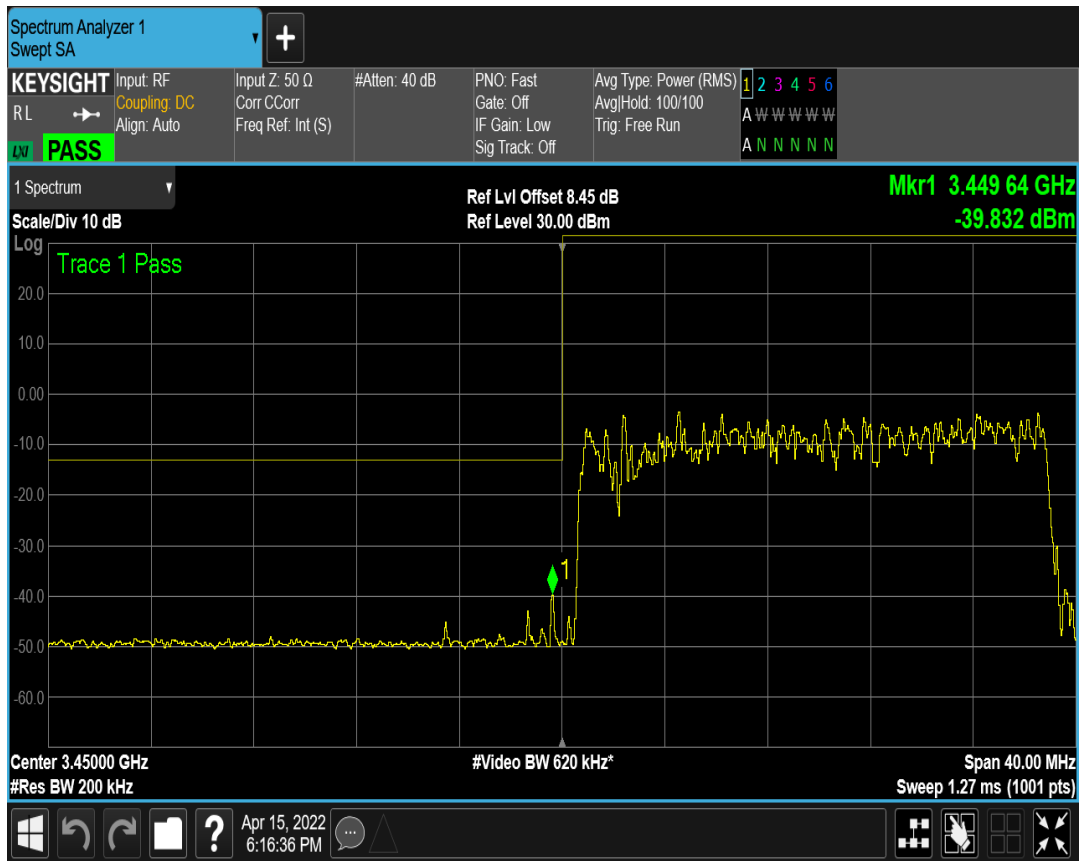 Spectrum Analyzer 1
Swept SA
+
KEYSIGHT
RL
LXI PASS
Input: RF
Coupling: DC
Align: Auto
Input Z: 50 Ω
Corr CCorr
Freq Ref: Int (S)
#Atten: 40 dB
PNO: Fast
Gate: Off
IF Gain: Low
Sig Track: Off
Avg Type: Power (RMS)
Avg|Hold: 100/100
Trig: Free Run
1 2 3 4 5 6
A W W W W W
A N N N N N
1 Spectrum
Scale/Div 10 dB
Ref Lvl Offset 8.45 dB
Ref Level 30.00 dBm
Mkr1 3.449 64 GHz
-39.832 dBm
Log
Trace 1 Pass
20.0
10.0
0.00
-10.0
-20.0
-30.0
1
-40.0
-50.0
-60.0
Center 3.45000 GHz
#Res BW 200 kHz
#Video BW 620 kHz*
Span 40.00 MHz
Sweep 1.27 ms (1001 pts)
?
Apr 15, 2022
6:16:36 PM